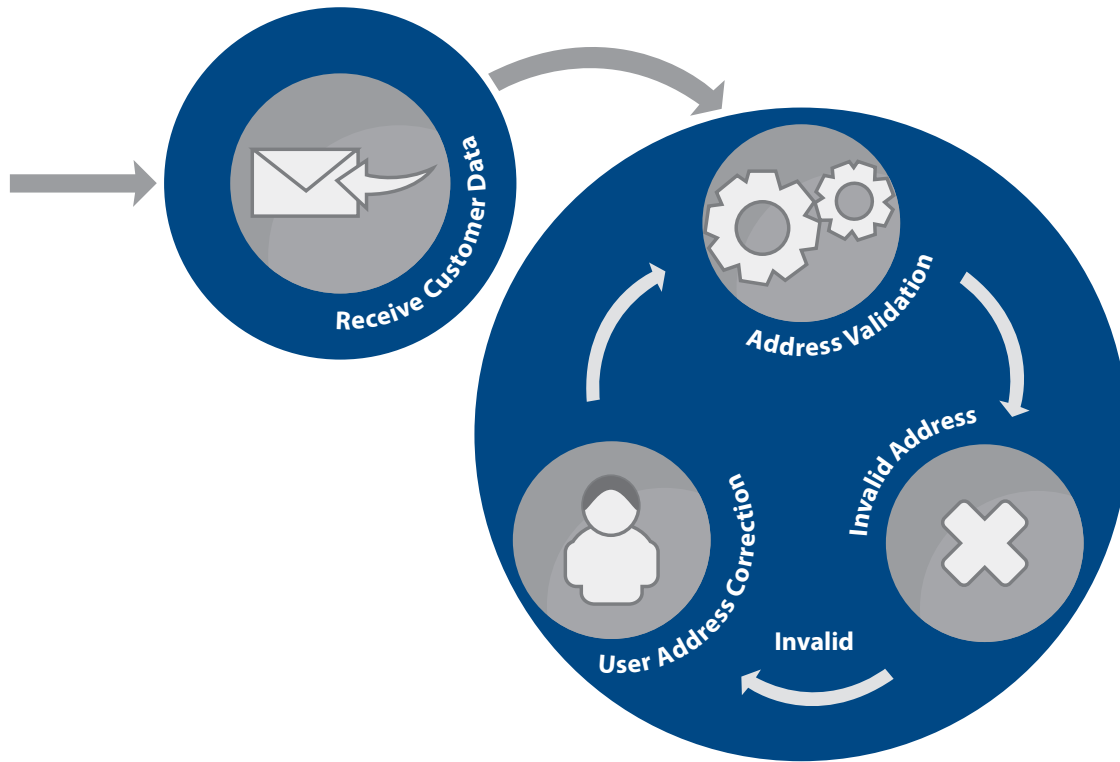 Receive Customer Data
Address Validation
Invalid Address
Invalid
User Address Correction